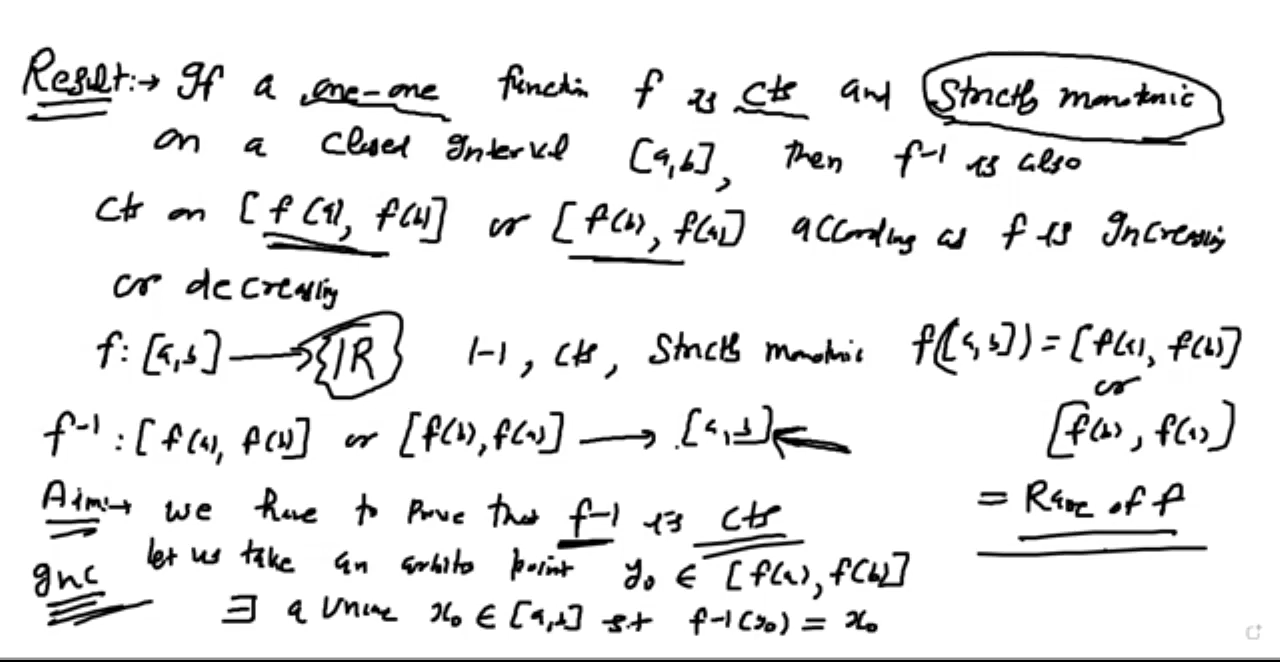 Result:→ If a one-one function f is cts and Strictly monotonic
on a closed Interval [a,b], then f-1 is also
cts on [f(a), f(b)] or [f(b), f(a)] according as f is Increasing
or decreasing
f: [a,b] → {IR} 1-1, cts, Strictly monotonic f([a,b]) = [f(a), f(b)]
or
f-1 : [f(a), f(b)] or [f(b), f(a)] → [a,b] [f(b), f(a)]
Aim:→ we have to prove that f-1 is cts = Range of f
let us take an arbitrary point y₀ ∈ [f(a), f(b)]
Inc
∃ a unique x₀ ∈ [a,b] s.t f-1(y₀) = x₀